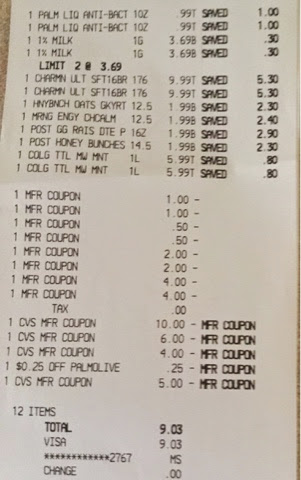 1 PALM LIQ ANTI-BACT 10Z .99T SAVED 1.00
1 PALM LIQ ANTI-BACT 10Z .99T SAVED 1.00
1 1% MILK 1G 3.69B SAVED .30
1 1% MILK 1G 3.69B SAVED .30
LIMIT 2 @ 3.69
1 CHARMN ULT SFT16BR 176 9.99T SAVED 5.30
1 CHARMN ULT SFT16BR 176 9.99T SAVED 5.30
1 HNYBNCH OATS GKYRT 12.5 1.99B SAVED 2.30
1 MRNG ENGY CHCALM 12.5 1.99B SAVED 2.40
1 POST GG RAIS DTE P 16Z 1.99B SAVED 2.90
1 POST HONEY BUNCHES 14.5 1.99B SAVED 2.30
1 COLG TTL MW MNT 1L 5.99T SAVED .80
1 COLG TTL MW MNT 1L 5.99T SAVED .80
1 MFR COUPON 1.00 -
1 MFR COUPON 1.00 -
1 MFR COUPON .50 -
1 MFR COUPON .50 -
1 MFR COUPON 2.00 -
1 MFR COUPON 2.00 -
1 MFR COUPON 4.00 -
1 MFR COUPON 4.00 -
TAX .00
1 CVS MFR COUPON 10.00 - MFR COUPON
1 CVS MFR COUPON 6.00 - MFR COUPON
1 CVS MFR COUPON 4.00 - MFR COUPON
1 $0.25 OFF PALMOLIVE .25 - MFR COUPON
1 CVS MFR COUPON 5.00 - MFR COUPON
12 ITEMS
TOTAL 9.03
VISA 9.03
************2767 MS
CHANGE .00